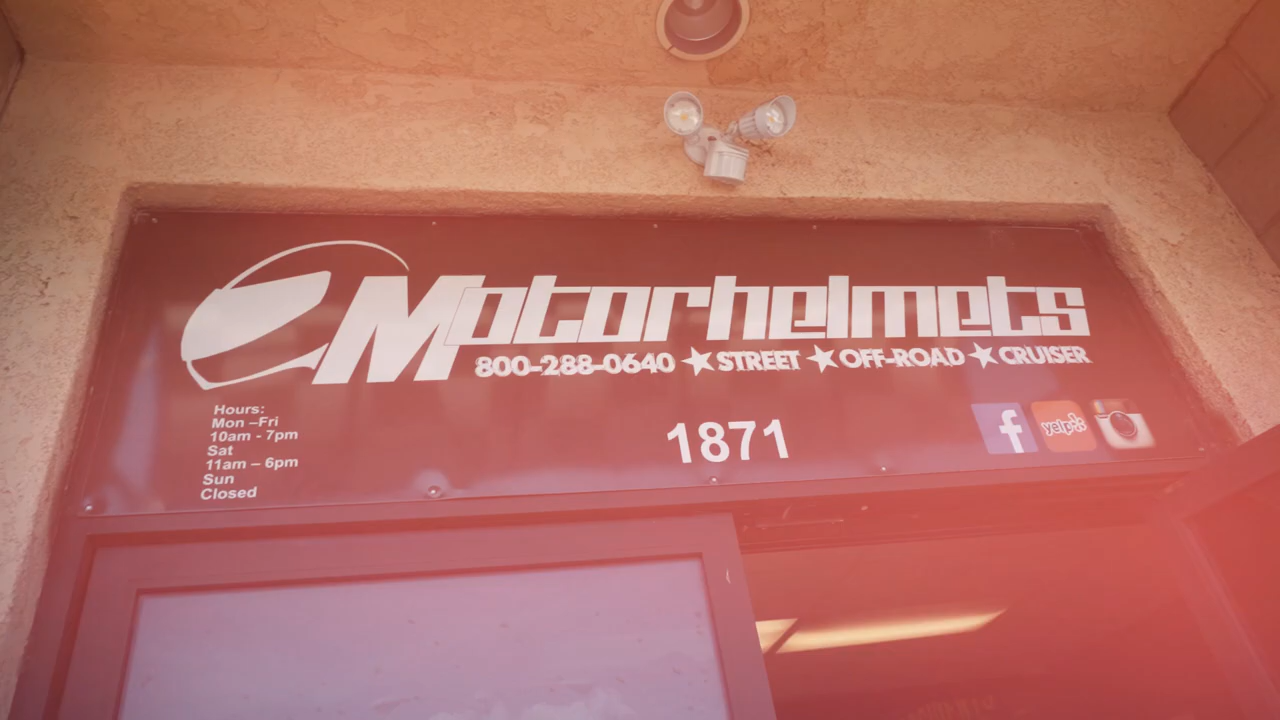 Motorhelmets
800-288-0640 ★ STREET ★ OFF-ROAD ★ CRUISER
Hours:
Mon –Fri
10am - 7pm
Sat
11am – 6pm
Sun
Closed
1871
f
yelp